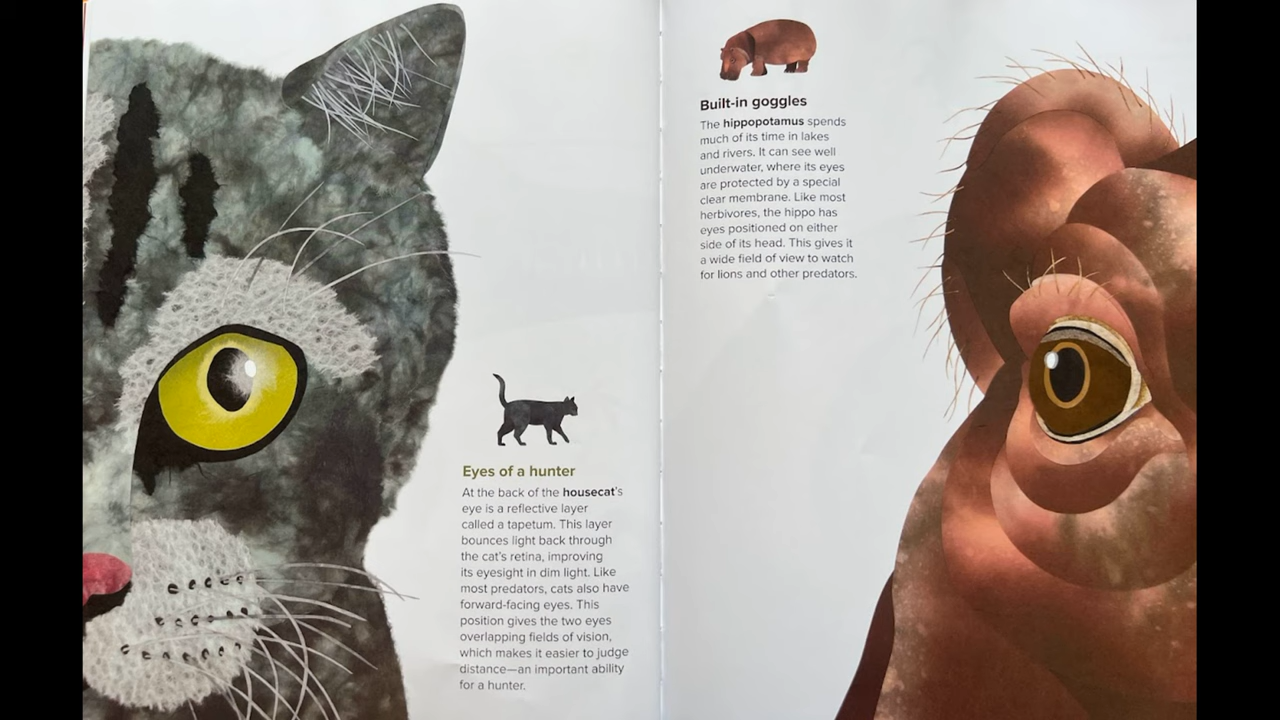 Eyes of a hunter
At the back of the housecat's
eye is a reflective layer
called a tapetum. This layer
bounces light back through
the cat's retina, improving
its eyesight in dim light. Like
most predators, cats also have
forward-facing eyes. This
position gives the two eyes
overlapping fields of vision,
which makes it easier to judge
distance—an important ability
for a hunter.
Built-in goggles
The hippopotamus spends
much of its time in lakes
and rivers. It can see well
underwater, where its eyes
are protected by a special
clear membrane. Like most
herbivores, the hippo has
eyes positioned on either
side of its head. This gives it
a wide field of view to watch
for lions and other predators.